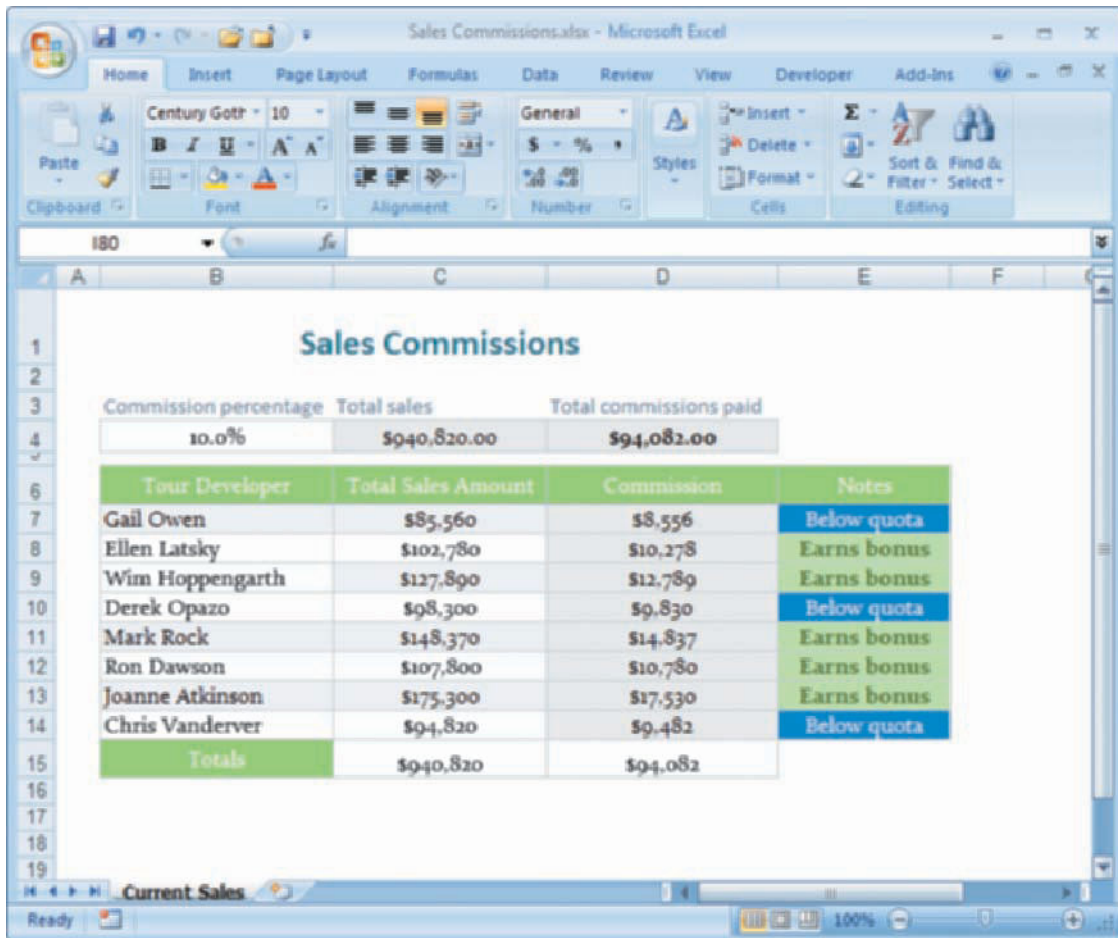 Sales Commissions.xlsx - Microsoft Excel
Home Insert Page Layout Formulas Data Review View Developer Add-Ins
Century Goth 10 General Insert Σ
B I U A A $ % , Delete
Paste Styles Format Sort & Filter Find & Select
Clipboard Font Alignment Number Cells Editing
I80 fx
A B C D E F
1 Sales Commissions
2
3 Commission percentage Total sales Total commissions paid
4 10.0% $940,820.00 $94,082.00
6 Tour Developer Total Sales Amount Commission Notes
7 Gail Owen $85,560 $8,556 Below quota
8 Ellen Latsky $102,780 $10,278 Earns bonus
9 Wim Hoppengarth $127,890 $12,789 Earns bonus
10 Derek Opazo $98,300 $9,830 Below quota
11 Mark Rock $148,370 $14,837 Earns bonus
12 Ron Dawson $107,800 $10,780 Earns bonus
13 Joanne Atkinson $175,300 $17,530 Earns bonus
14 Chris Vanderver $94,820 $9,482 Below quota
15 Totals $940,820 $94,082
16
17
18
19
Current Sales
Ready 100%